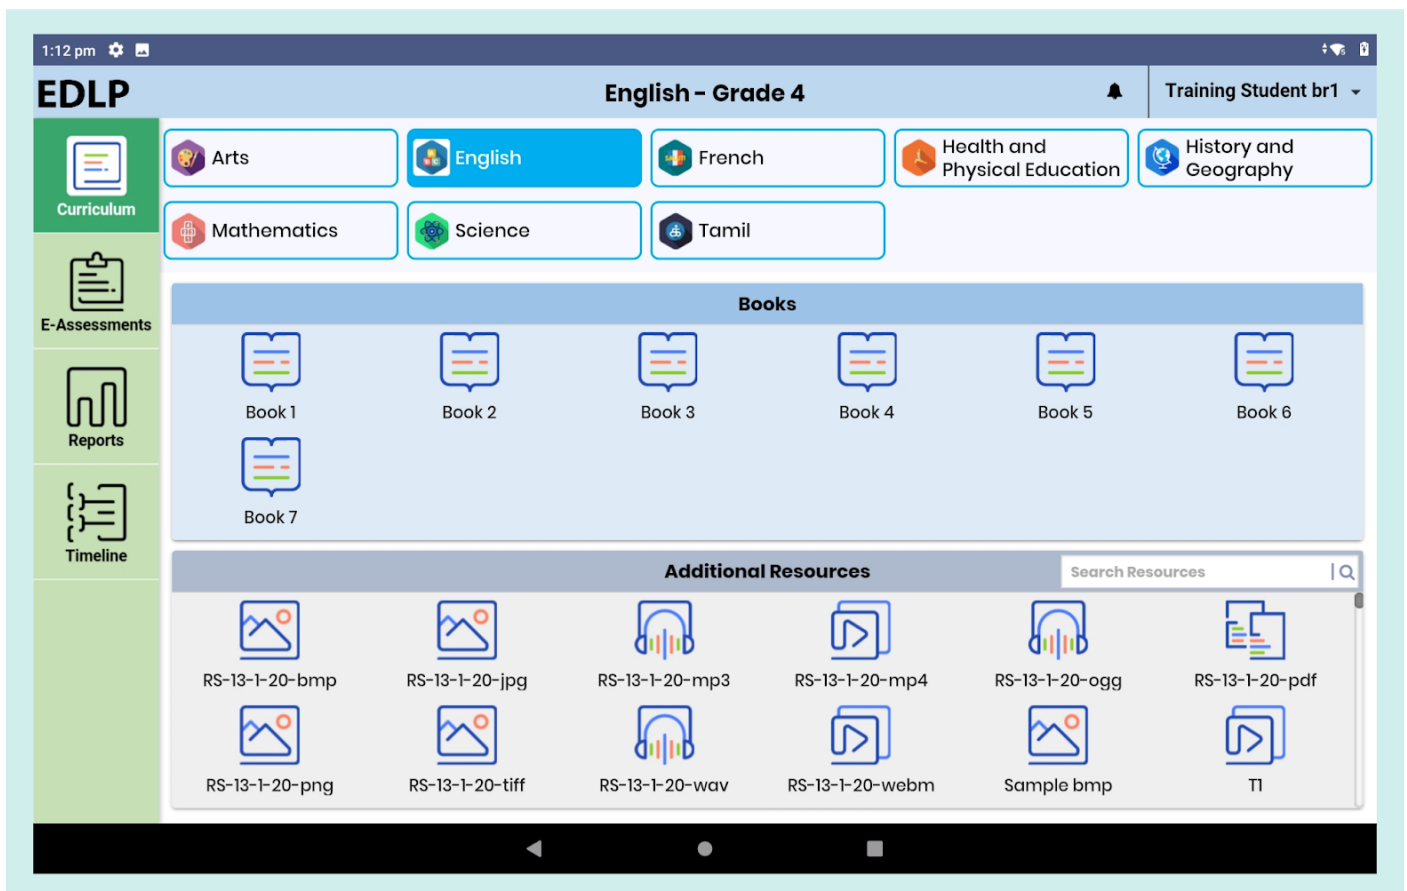 1:12 pm
EDLP
English - Grade 4
Training Student br1
Curriculum
E-Assessments
Reports
Timeline
Arts
English
French
Health and
Physical Education
History and
Geography
Mathematics
Science
Tamil
Books
Book 1
Book 2
Book 3
Book 4
Book 5
Book 6
Book 7
Additional Resources
Search Resources
RS-13-1-20-bmp
RS-13-1-20-jpg
RS-13-1-20-mp3
RS-13-1-20-mp4
RS-13-1-20-ogg
RS-13-1-20-pdf
RS-13-1-20-png
RS-13-1-20-tiff
RS-13-1-20-wav
RS-13-1-20-webm
Sample bmp
T1